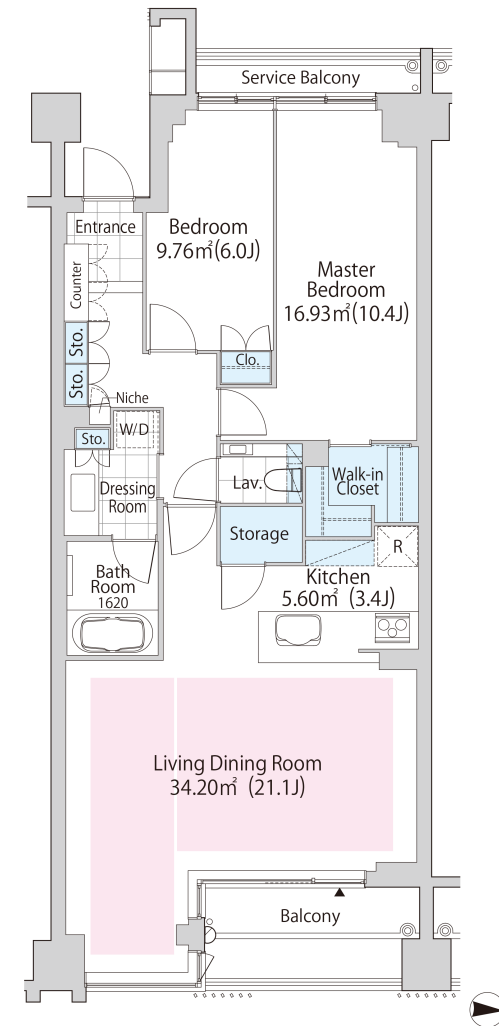 Service Balcony
Entrance
Bedroom
9.76㎡(6.0J)
Counter
Master
Bedroom
16.93㎡(10.4J)
Sto.
Sto.
Clo.
Niche
W/D
Sto.
Lav.
Walk-in
Closet
Dressing
Room
Storage
R
Bath
Room
1620
Kitchen
5.60㎡ (3.4J)
Living Dining Room
34.20㎡ (21.1J)
Balcony